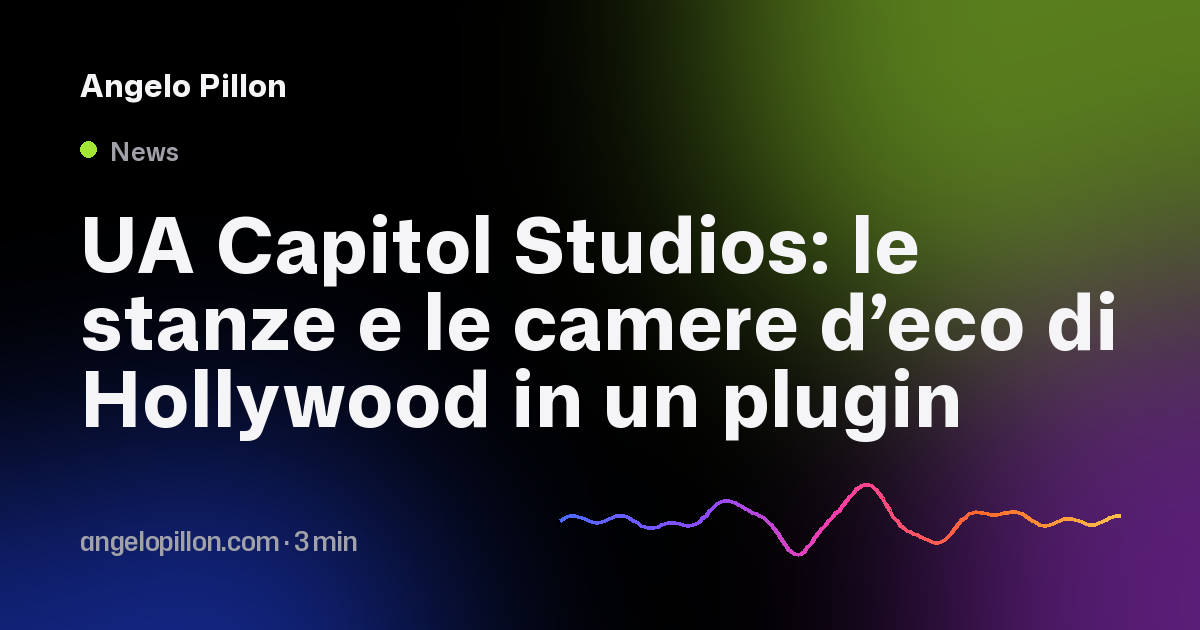 Angelo Pillon
News
UA Capitol Studios: le
stanze e le camere d’eco di
Hollywood in un plugin
angelopillon.com · 3 min